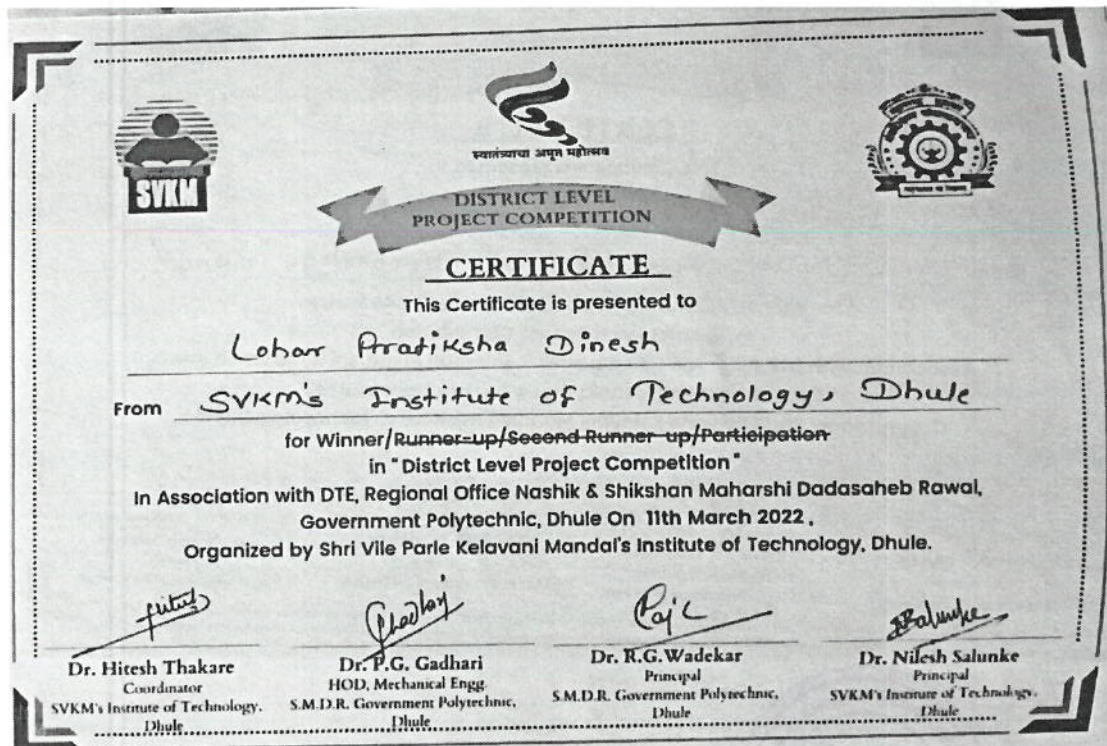 SVKM
स्वातंत्र्याचा अमृत महोत्सव
DISTRICT LEVEL
PROJECT COMPETITION
CERTIFICATE
This Certificate is presented to
Lohar Pratiksha Dinesh
From SVKM's Institute of Technology, Dhule
for Winner/Runner-up/Second Runner up/Participation
in "District Level Project Competition"
In Association with DTE, Regional Office Nashik & Shikshan Maharshi Dadasaheb Rawal,
Government Polytechnic, Dhule On 11th March 2022,
Organized by Shri Vile Parle Kelavani Mandal's Institute of Technology, Dhule.
Dr. Hitesh Thakare
Coordinator
SVKM's Institute of Technology,
Dhule
Dr. P.G. Gadhari
HOD, Mechanical Engg.
S.M.D.R. Government Polytechnic,
Dhule
Dr. R.G.Wadekar
Principal
S.M.D.R. Government Polytechnic,
Dhule
Dr. Nilesh Salunke
Principal
SVKM's Institute of Technology,
Dhule